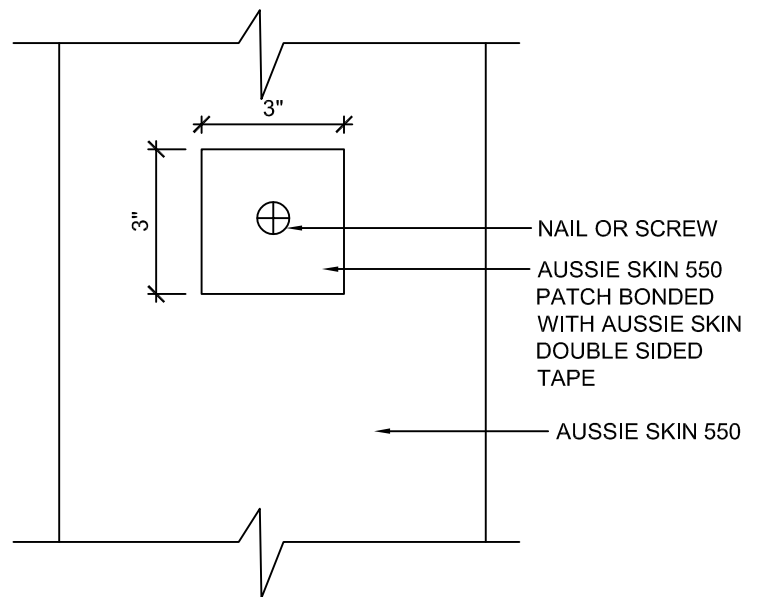 3"
3"
NAIL OR SCREW
AUSSIE SKIN 550
PATCH BONDED
WITH AUSSIE SKIN
DOUBLE SIDED
TAPE
AUSSIE SKIN 550